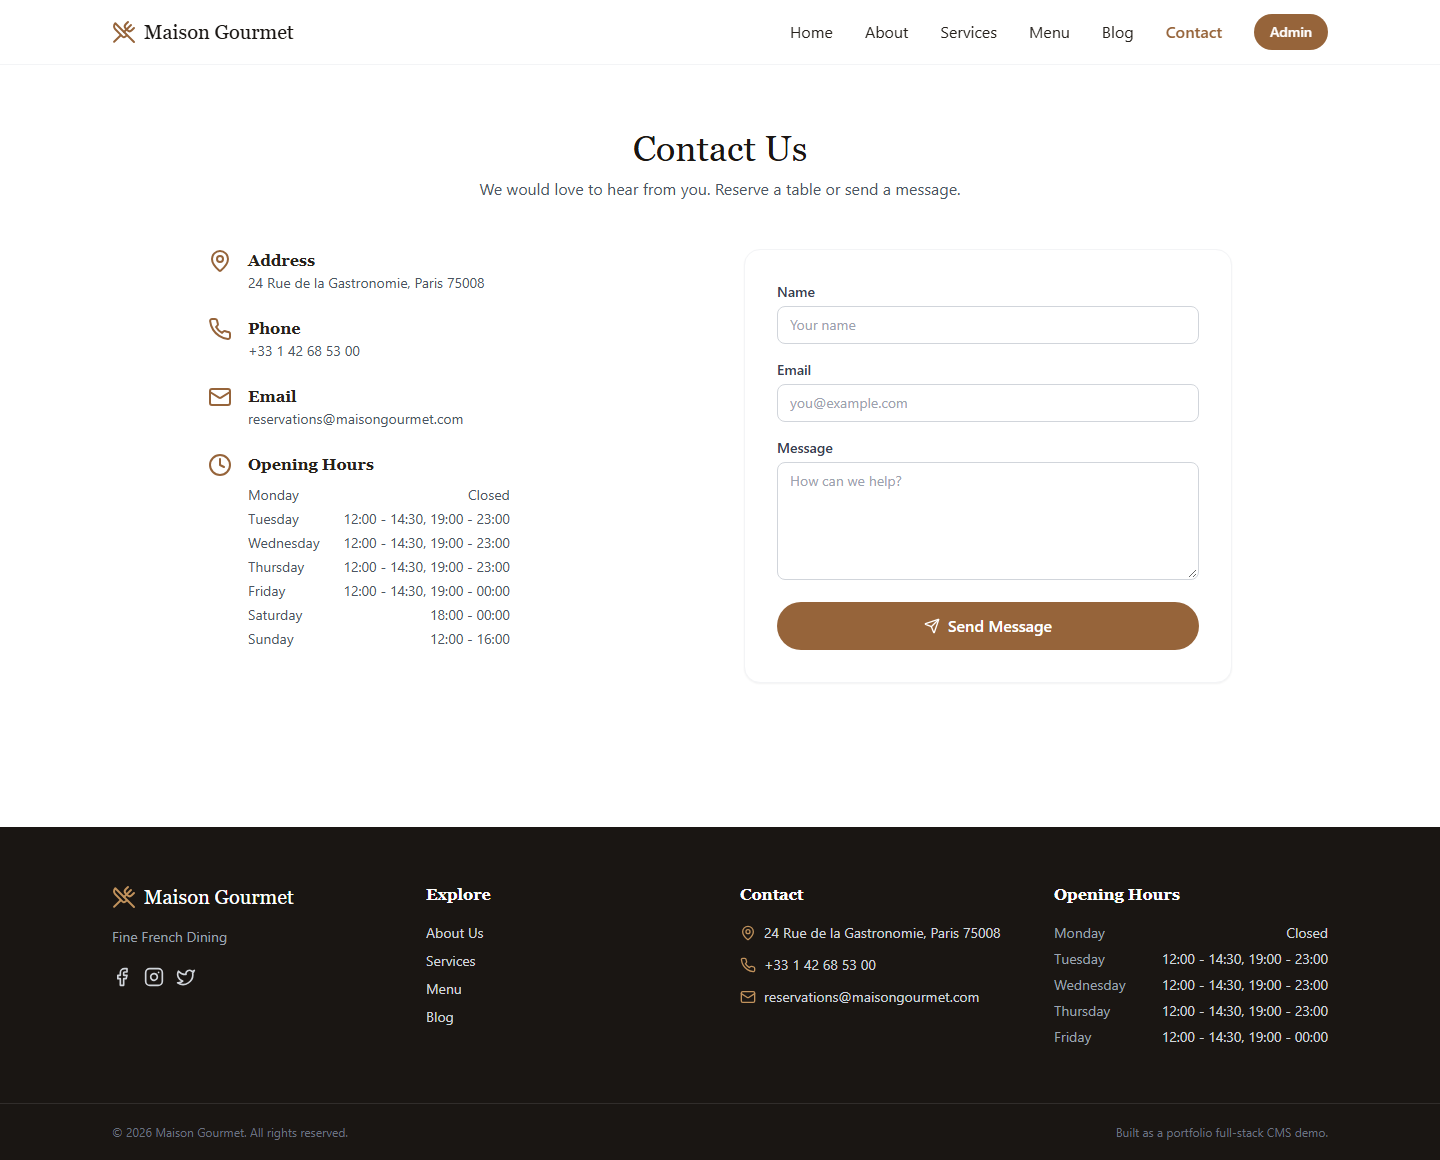 Maison Gourmet
Home About Services Menu Blog Contact Admin
Contact Us
We would love to hear from you. Reserve a table or send a message.
Address
24 Rue de la Gastronomie, Paris 75008
Phone
+33 1 42 68 53 00
Email
reservations@maisongourmet.com
Opening Hours
Monday Closed
Tuesday 12:00 - 14:30, 19:00 - 23:00
Wednesday 12:00 - 14:30, 19:00 - 23:00
Thursday 12:00 - 14:30, 19:00 - 23:00
Friday 12:00 - 14:30, 19:00 - 00:00
Saturday 18:00 - 00:00
Sunday 12:00 - 16:00
Name
Your name
Email
you@example.com
Message
How can we help?
Send Message
Maison Gourmet
Fine French Dining
Explore
About Us
Services
Menu
Blog
Contact
24 Rue de la Gastronomie, Paris 75008
+33 1 42 68 53 00
reservations@maisongourmet.com
Opening Hours
Monday Closed
Tuesday 12:00 - 14:30, 19:00 - 23:00
Wednesday 12:00 - 14:30, 19:00 - 23:00
Thursday 12:00 - 14:30, 19:00 - 23:00
Friday 12:00 - 14:30, 19:00 - 00:00
© 2026 Maison Gourmet. All rights reserved.
Built as a portfolio full-stack CMS demo.